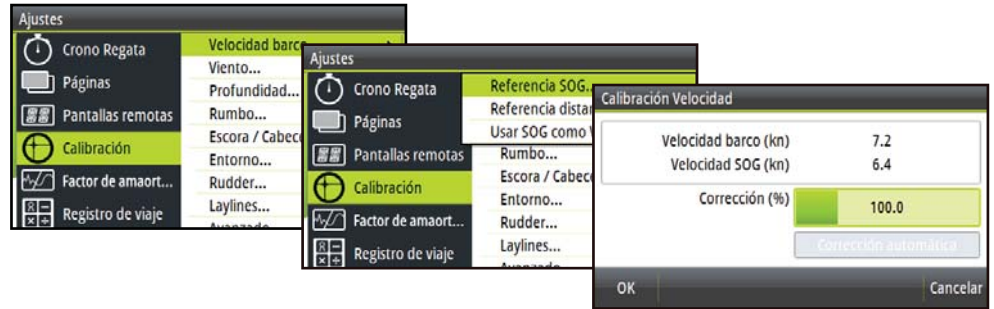 Ajustes
Crono Regata
Páginas
Pantallas remotas
Calibración
Factor de amaort...
Registro de viaje
Velocidad barco
Viento...
Profundidad...
Rumbo...
Escora /
Entorno...
Rudder...
Laylines...
Ajustes
Crono Regata
Páginas
Pantallas remotas
Calibración
Factor de amaort...
Registro de viaje
Referencia SOG..
Referencia
Usar SOG como
Rumbo...
Escora /
Entorno...
Rudder...
Laylines...
Calibración Velocidad
Velocidad barco (kn) 7.2
Velocidad SOG (kn) 6.4
Corrección (%) 100.0
Corrección automática
OK Cancelar